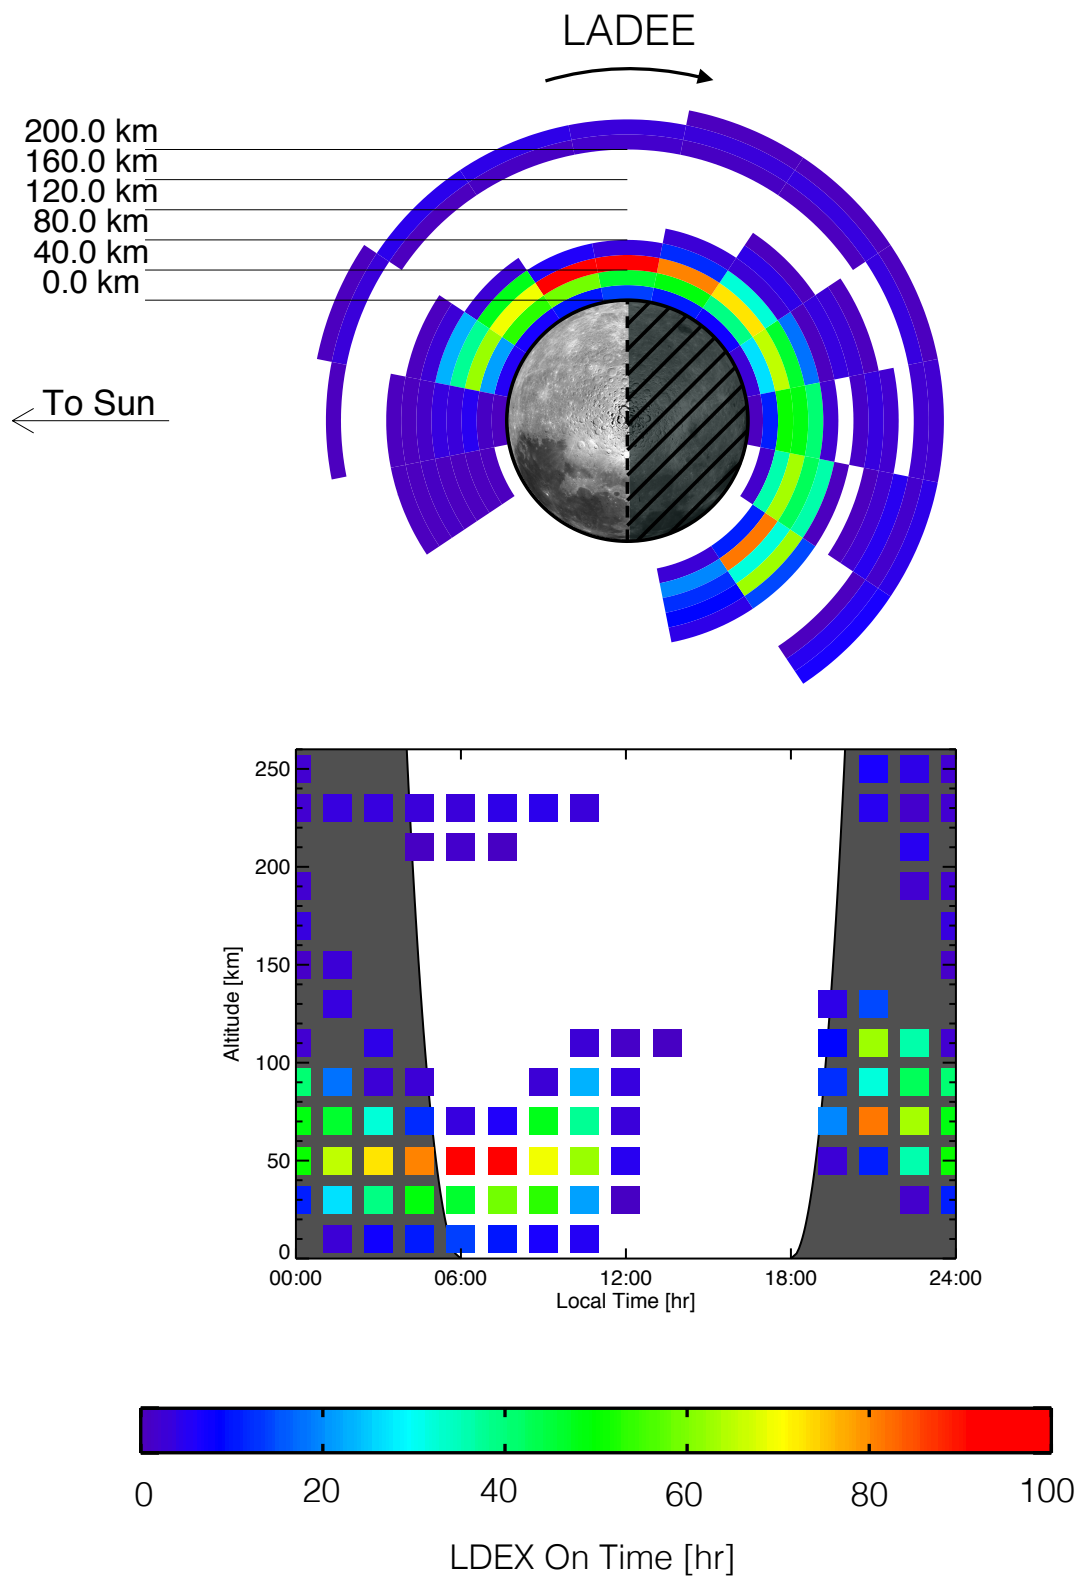 LADEE
200.0 km
160.0 km
120.0 km
80.0 km
40.0 km
0.0 km
To Sun
250
200
150
100
50
0
Altitude [km]
00:00 06:00 12:00 18:00 24:00
Local Time [hr]
0 20 40 60 80 100
LDEX On Time [hr]